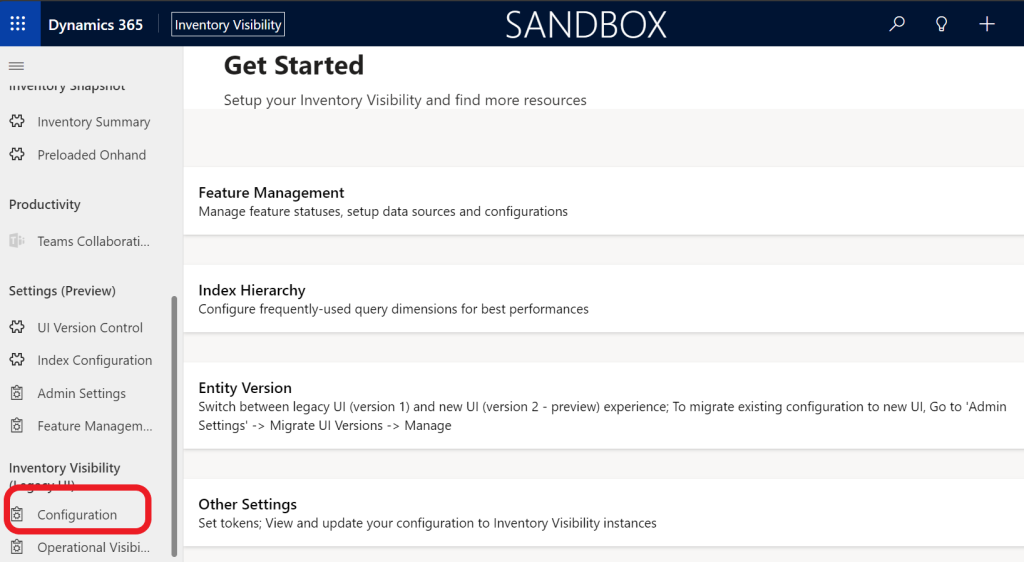 Dynamics 365
Inventory Visibility
SANDBOX
Inventory Snapshot
Inventory Summary
Preloaded Onhand
Productivity
Teams Collaborati...
Settings (Preview)
UI Version Control
Index Configuration
Admin Settings
Feature Managem...
Inventory Visibility
(Legacy UI)
Configuration
Operational Visibi...
Get Started
Setup your Inventory Visibility and find more resources
Feature Management
Manage feature statuses, setup data sources and configurations
Index Hierarchy
Configure frequently-used query dimensions for best performances
Entity Version
Switch between legacy UI (version 1) and new UI (version 2 - preview) experience; To migrate existing configuration to new UI, Go to 'Admin
Settings' -> Migrate UI Versions -> Manage
Other Settings
Set tokens; View and update your configuration to Inventory Visibility instances